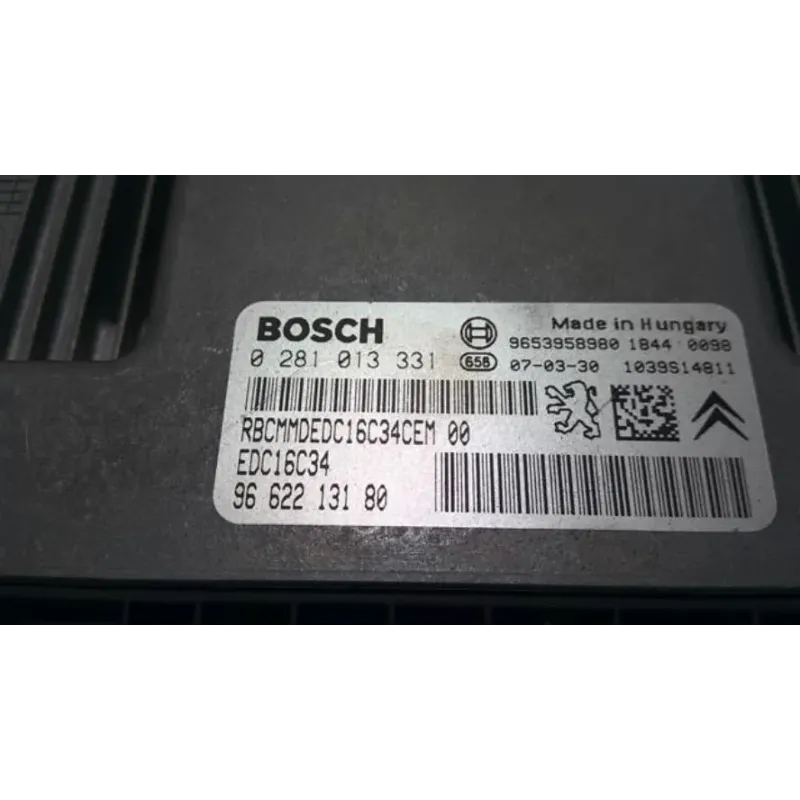 BOSCH
Made in Hungary
9653958980 1844 0098
0 281 013 331 658 07-03-30 1039S14811
RBCMMDEDC16C34CEM 00
EDC16C34
96 622 131 80